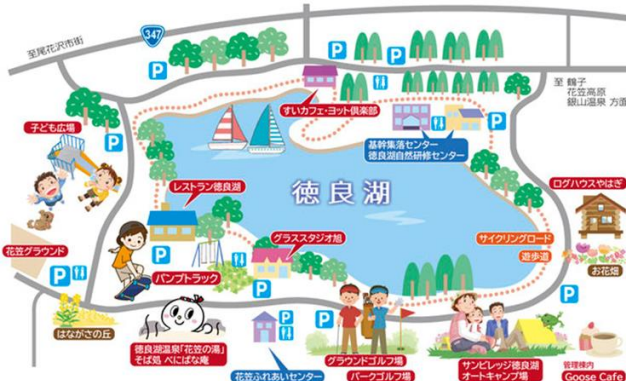 至尾花沢市街
347
P
P
P
P
至 鶴子
花笠高原
銀山温泉 方面
すいカフェ・ヨット倶楽部
子ども広場
P
基幹集落センター
徳良湖自然研修センター
P
レストラン徳良湖
徳良湖
ログハウスやはぎ
花笠グラウンド
グラススタジオ旭
サイクリングロード
遊歩道
お花畑
P
P
パンプトラック
P
P
はながさの丘
徳良湖温泉「花笠の湯」
そば処 べにばな庵
P
花笠ふれあいセンター
P
グラウンドゴルフ場
パークゴルフ場
サンビレッジ徳良湖
オートキャンプ場
管理棟内
Goose Cafe